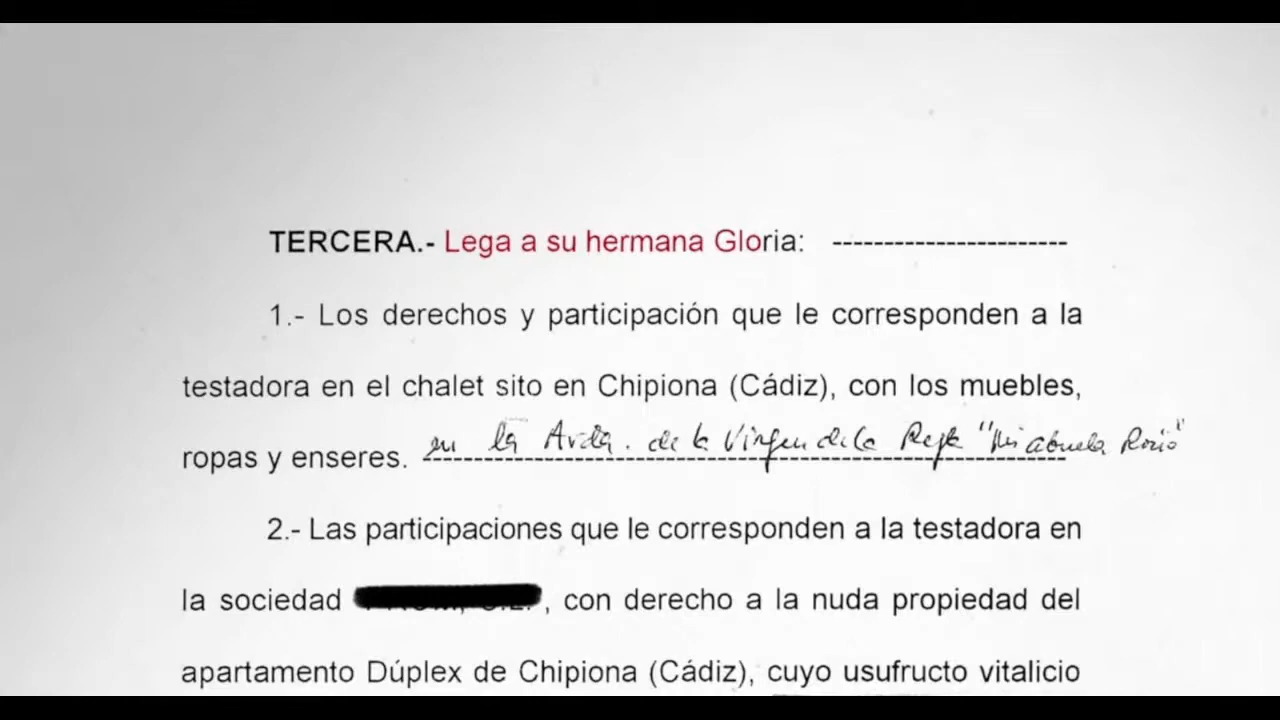 TERCERA.- Lega a su hermana Gloria: -----------------------
1.- Los derechos y participación que le corresponden a la
testadora en el chalet sito en Chipiona (Cádiz), con los muebles,
en la Avda. de la Virgen de la Regla "Mi abuela Rocio"
ropas y enseres.
2.- Las participaciones que le corresponden a la testadora en
la sociedad , con derecho a la nuda propiedad del
apartamento Dúplex de Chipiona (Cádiz), cuyo usufructo vitalicio